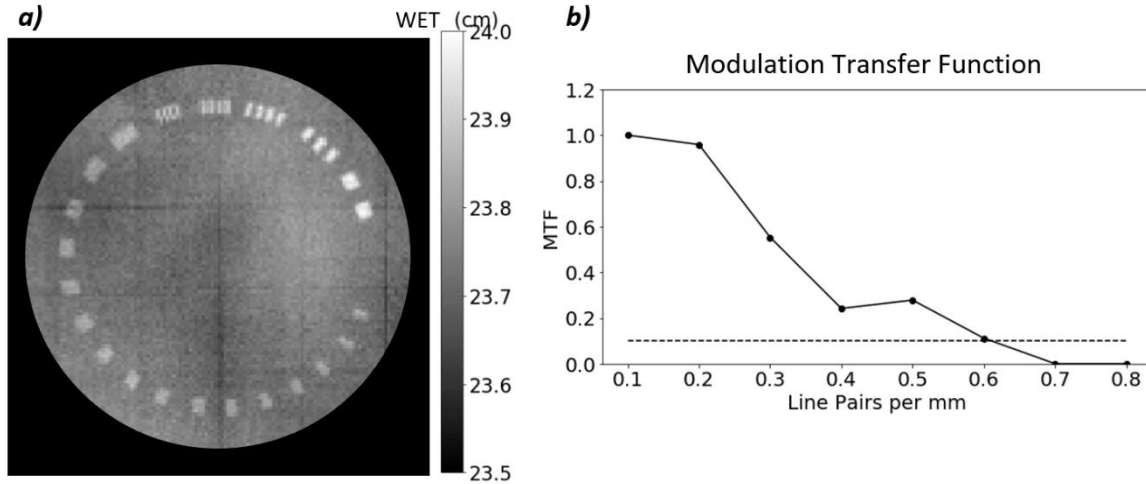 a)
WET (cm)
24.0
23.9
23.8
23.7
23.6
23.5
b)
Modulation Transfer Function
MTF
1.2
1.0
0.8
0.6
0.4
0.2
0.0
0.1 0.2 0.3 0.4 0.5 0.6 0.7 0.8
Line Pairs per mm